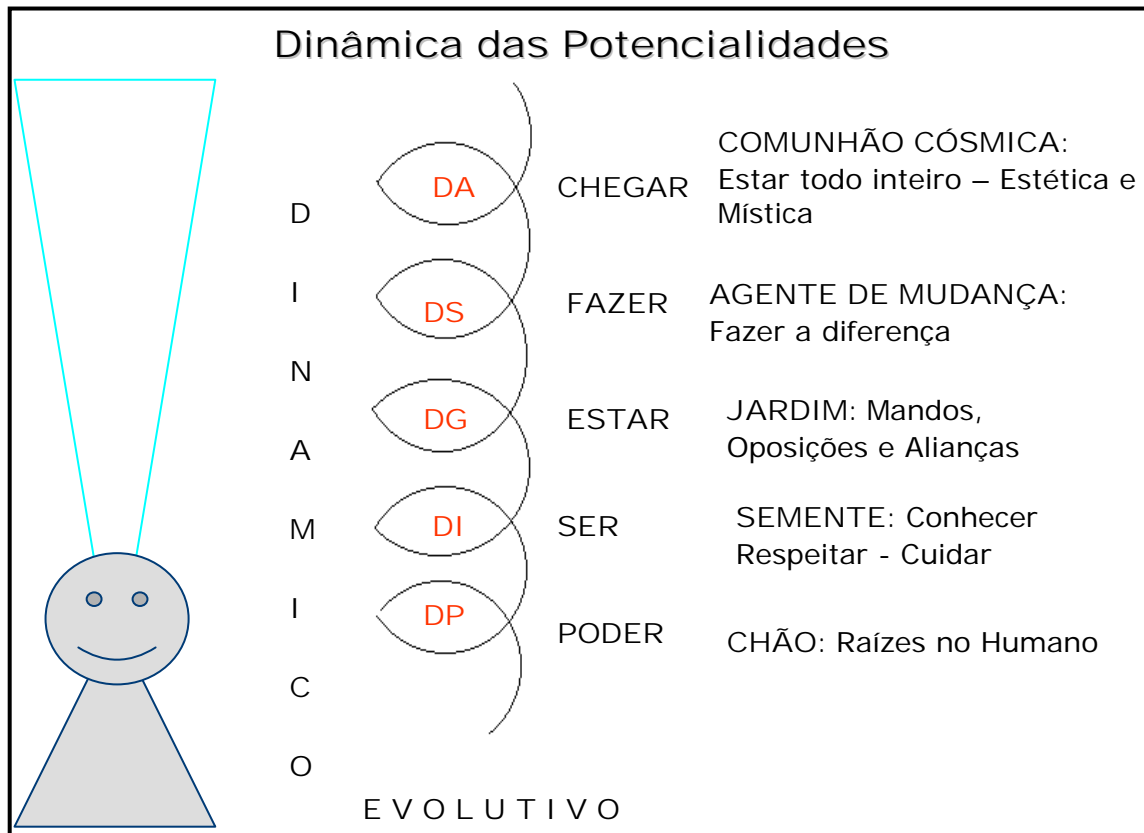 Dinâmica das Potencialidades
D
I
N
A
M
I
C
O
DA
CHEGAR
COMUNHÃO CÓSMICA:
Estar todo inteiro – Estética e
Mística
DS
FAZER
AGENTE DE MUDANÇA:
Fazer a diferença
DG
ESTAR
JARDIM: Mandos,
Oposições e Alianças
DI
SER
SEMENTE: Conhecer
Respeitar - Cuidar
DP
PODER
CHÃO: Raízes no Humano
E V O L U T I V O